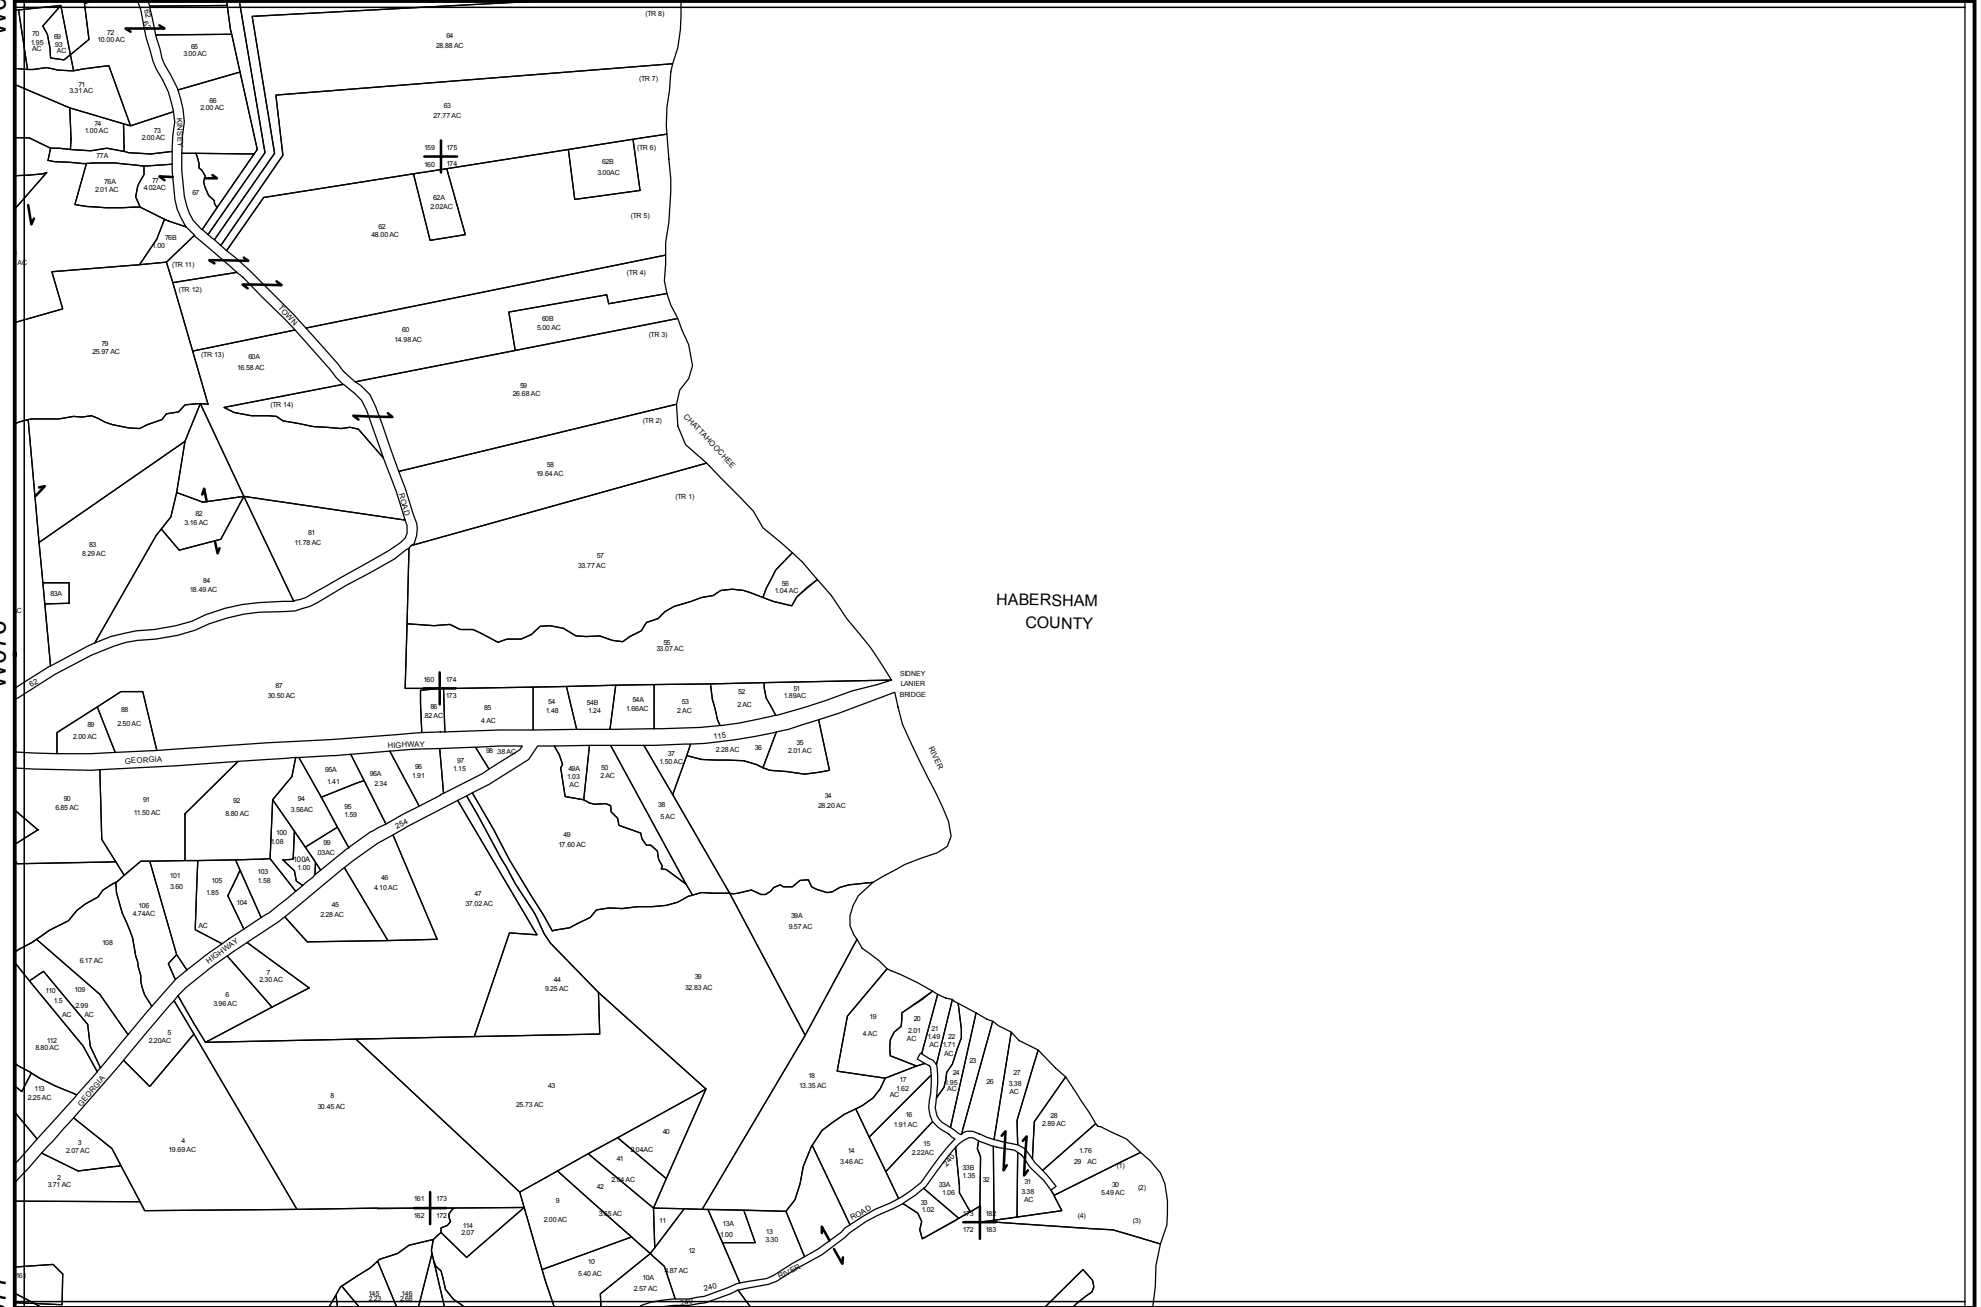 (TR 8)
70
1.95
AC
69
.93
AC
72
10.00 AC
65
3.00 AC
64
28.88 AC
(TR 7)
71
3.31 AC
66
2.00 AC
63
27.77 AC
74
1.00 AC
73
2.00 AC
KINSEY
77A
159 175
160 174
(TR 6)
62B
3.00AC
76A
2.01 AC
77
4.02AC
67
62A
2.02AC
(TR 5)
62
48.00 AC
76B
1.00
AC
(TR 11)
(TR 12)
(TR 4)
TOWN
60B
5.00 AC
60
14.98 AC
(TR 3)
79
25.97 AC
(TR 13)
60A
16.58 AC
59
26.68 AC
(TR 14)
(TR 2)
CHATTAHOOCHEE
58
19.64 AC
(TR 1)
ROAD
82
3.16 AC
81
11.78 AC
83
8.29 AC
57
33.77 AC
84
18.49 AC
83A
56
1.04 AC
HABERSHAM
COUNTY
55
33.07 AC
62
160 174
173
SIDNEY
LANIER
BRIDGE
87
30.50 AC
88
2.50 AC
89
2.00 AC
86
.82 AC
85
4 AC
54
1.48
54B
1.24
54A
1.66AC
53
2 AC
52
2 AC
51
1.89AC
115
HIGHWAY
GEORGIA
98 .38 AC
97
1.15
96
1.91
96A
2.34
95A
1.41
95
1.59
94
3.56AC
49A
1.03
AC
50
2 AC
37
1.50 AC
2.28 AC 36
35
2.01 AC
RIVER
90
6.85 AC
91
11.50 AC
92
8.80 AC
38
5 AC
34
28.20 AC
254
100
1.08
99
.03AC
100A
1.00
49
17.60 AC
101
3.60
105
1.85
AC
103
1.58
104
46
4.10 AC
45
2.28 AC
47
37.02 AC
106
4.74AC
39A
9.57 AC
108
6.17 AC
HIGHWAY
7
2.30 AC
6
3.96 AC
44
9.25 AC
39
32.83 AC
110
1.5
AC
109
2.99
AC
5
2.20AC
112
8.80 AC
19
4 AC
20
2.01
AC
21
1.49
AC
22
1.71
AC
23
24
1.95
AC
26
27
3.38
AC
113
2.25 AC
GEORGIA
8
30.45 AC
43
25.73 AC
18
13.35 AC
17
1.62
AC
16
1.91 AC
28
2.89 AC
3
2.07 AC
4
19.69 AC
40
2.04AC
41
2.04 AC
42
3.65 AC
14
3.46 AC
15
2.22AC
240
1.76
29 AC
(1)
2
3.71 AC
33B
1.35
33A
1.06
32
31
3.38
AC
30
5.49 AC
(2)
(3)
(4)
161 173
162 172
9
2.00 AC
11
13A
1.00
13
3.30
ROAD
33
1.02
173 182
172 183
114
2.07
10
5.40 AC
12
4.87 AC
10A
2.57 AC
RIVER
240
145
2.23
146
2.68
240